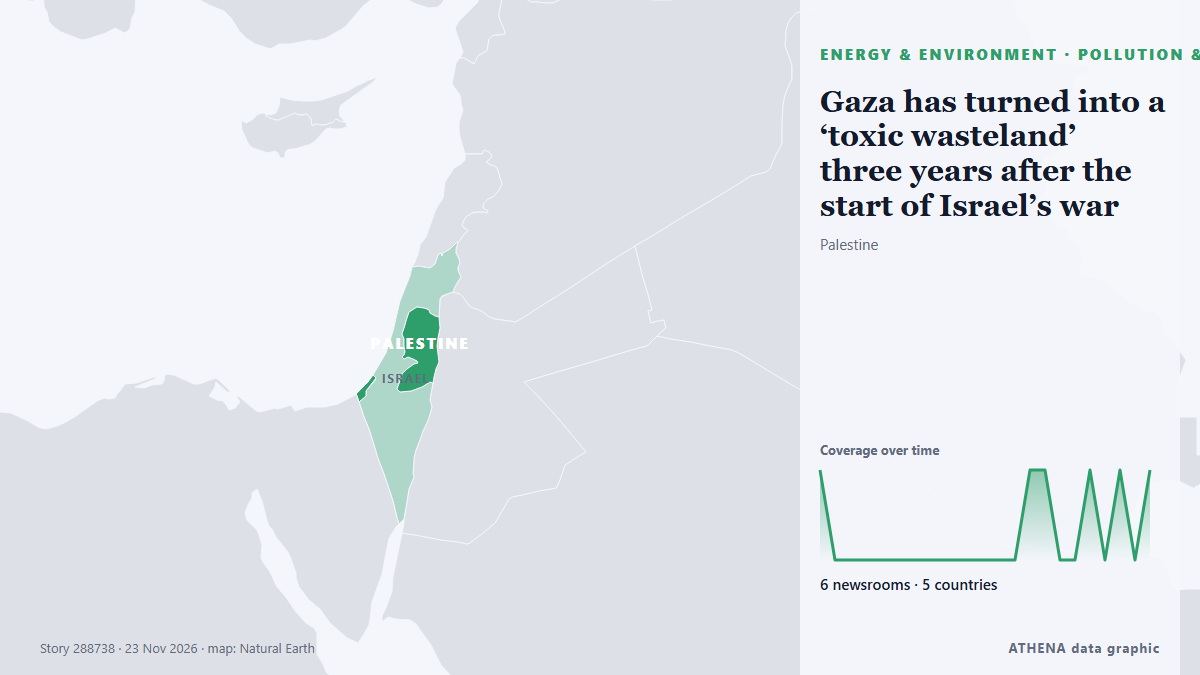 ENERGY & ENVIRONMENT · POLLUTION &
Gaza has turned into a
‘toxic wasteland’
three years after the
start of Israel’s war
Palestine
PALESTINE
ISRAEL
Coverage over time
6 newsrooms · 5 countries
Story 288738 · 23 Nov 2026 · map: Natural Earth
ATHENA data graphic